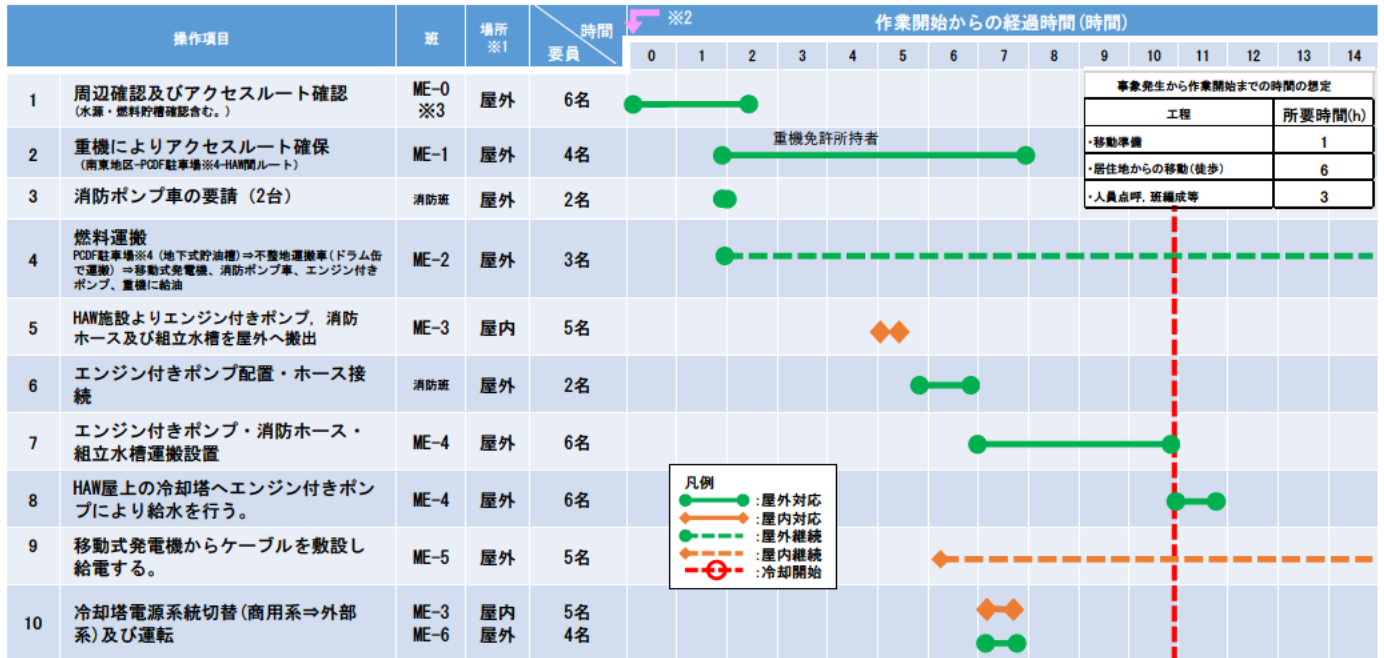 操作項目
班
場所
※1
時間
要員
※2
作業開始からの経過時間(時間)
0 1 2 3 4 5 6 7 8 9 10 11 12 13 14
事象発生から作業開始までの時間の想定
工程 所要時間(h)
・移動準備 1
・居住地からの移動(徒歩) 6
・人員点呼，班編成等 3
1
周辺確認及びアクセスルート確認
(水源・燃料貯槽確認含む。)
ME-0
※3
屋外
6名
2
重機によりアクセスルート確保
(南東地区-PCDF駐車場※4-HAW間ルート)
ME-1
屋外
4名
重機免許所持者
3
消防ポンプ車の要請（2台）
消防班
屋外
2名
4
燃料運搬
PCDF駐車場※4（地下式貯油槽)⇒不整地運搬車(ドラム缶
で運搬）⇒移動式発電機、消防ポンプ車、エンジン付き
ポンプ、重機に給油
ME-2
屋外
3名
5
HAW施設よりエンジン付きポンプ，消防
ホース及び組立水槽を屋外へ搬出
ME-3
屋内
5名
6
エンジン付きポンプ配置・ホース接
続
消防班
屋外
2名
7
エンジン付きポンプ・消防ホース・
組立水槽運搬設置
ME-4
屋外
6名
8
HAW屋上の冷却塔へエンジン付きポン
プにより給水を行う。
ME-4
屋外
6名
9
移動式発電機からケーブルを敷設し
給電する。
ME-5
屋外
5名
10
冷却塔電源系統切替(商用系⇒外部
系)及び運転
ME-3 屋内 5名
ME-6 屋外 4名
凡例
:屋外対応
:屋内対応
:屋外継続
:屋内継続
:冷却開始